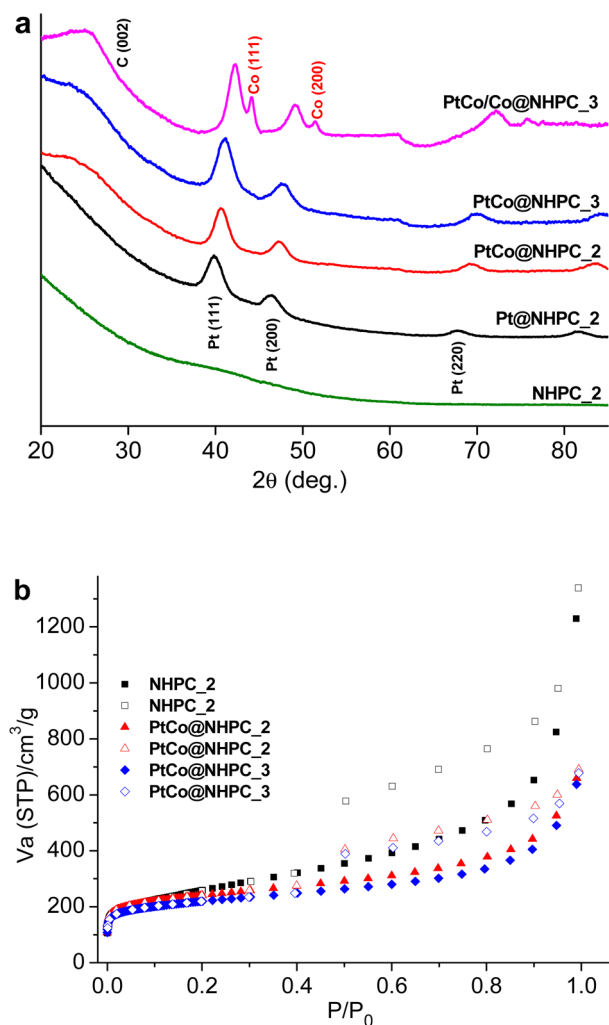 a
C (002)
Co (111)
Co (200)
PtCo/Co@NHPC_3
PtCo@NHPC_3
PtCo@NHPC_2
Pt@NHPC_2
Pt (111)
Pt (200)
Pt (220)
NHPC_2
20 30 40 50 60 70 80
2θ (deg.)
b
Va (STP)/cm³/g
1200
1000
800
600
400
200
0
NHPC_2
NHPC_2
PtCo@NHPC_2
PtCo@NHPC_2
PtCo@NHPC_3
PtCo@NHPC_3
0.0 0.2 0.4 0.6 0.8 1.0
P/P₀